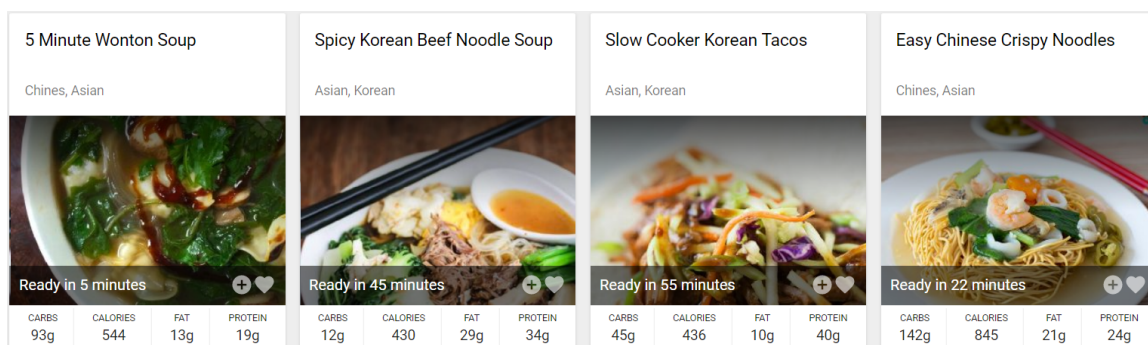 5 Minute Wonton Soup
Chines, Asian
Ready in 5 minutes
CARBS CALORIES FAT PROTEIN
93g 544 13g 19g
Spicy Korean Beef Noodle Soup
Asian, Korean
Ready in 45 minutes
CARBS CALORIES FAT PROTEIN
12g 430 29g 34g
Slow Cooker Korean Tacos
Asian, Korean
Ready in 55 minutes
CARBS CALORIES FAT PROTEIN
45g 436 10g 40g
Easy Chinese Crispy Noodles
Chines, Asian
Ready in 22 minutes
CARBS CALORIES FAT PROTEIN
142g 845 21g 24g